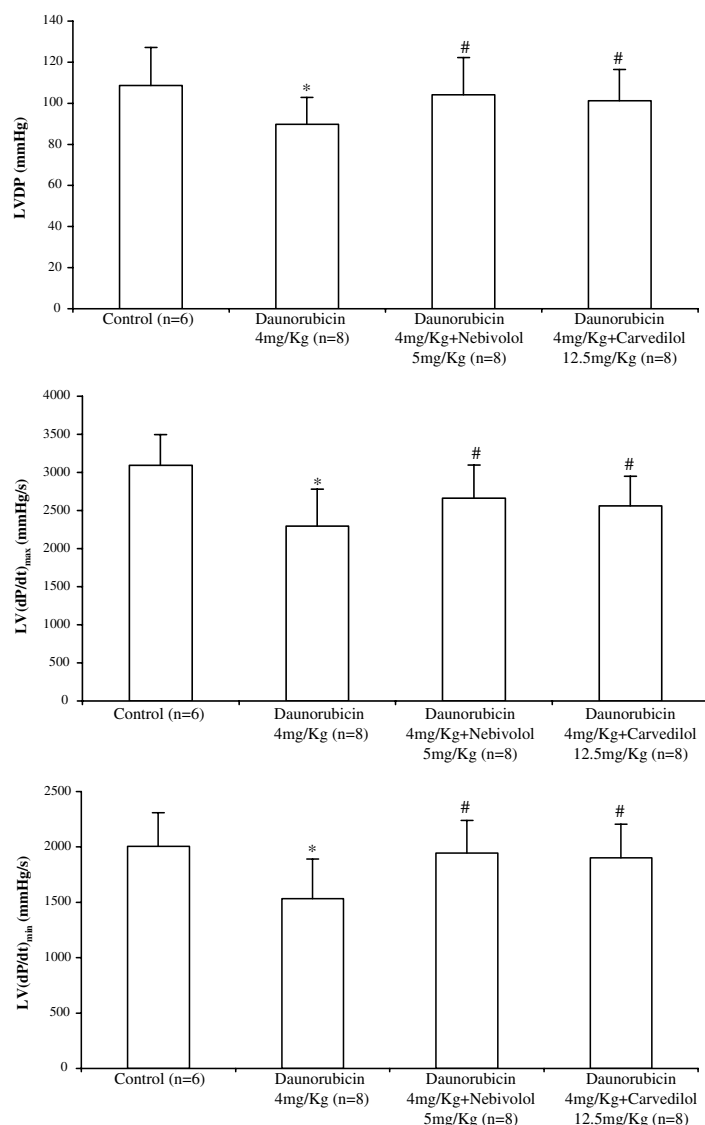 140
120
100
80
60
40
20
0
LVDP (mmHg)
*
#
#
Control (n=6)
Daunorubicin
4mg/Kg (n=8)
Daunorubicin
4mg/Kg+Nebivolol
5mg/Kg (n=8)
Daunorubicin
4mg/Kg+Carvedilol
12.5mg/Kg (n=8)
4000
3500
3000
2500
2000
1500
1000
500
0
LV(dP/dt)max (mmHg/s)
*
#
#
Control (n=6)
Daunorubicin
4mg/Kg (n=8)
Daunorubicin
4mg/Kg+Nebivolol
5mg/Kg (n=8)
Daunorubicin
4mg/Kg+Carvedilol
12.5mg/Kg (n=8)
2500
2000
1500
1000
500
0
LV(dP/dt)min (mmHg/s)
*
#
#
Control (n=6)
Daunorubicin
4mg/Kg (n=8)
Daunorubicin
4mg/Kg+Nebivolol
5mg/Kg (n=8)
Daunorubicin
4mg/Kg+Carvedilol
12.5mg/Kg (n=8)